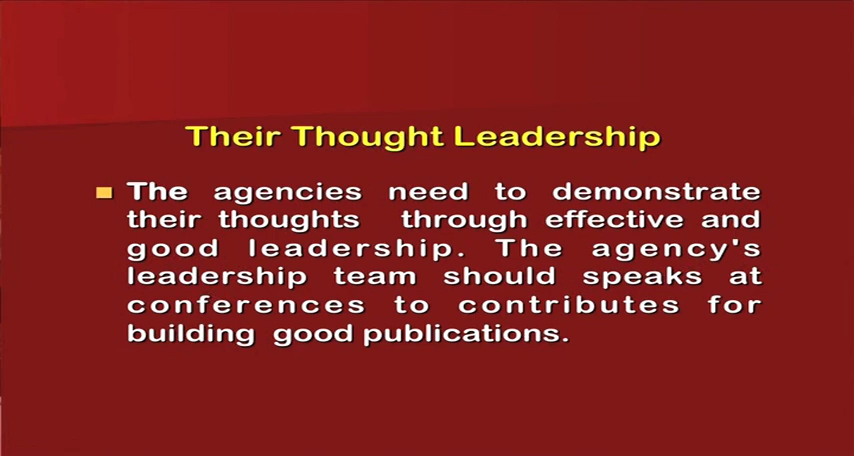 Their Thought Leadership
The agencies need to demonstrate
their thoughts through effective and
good leadership. The agency's
leadership team should speaks at
conferences to contributes for
building good publications.